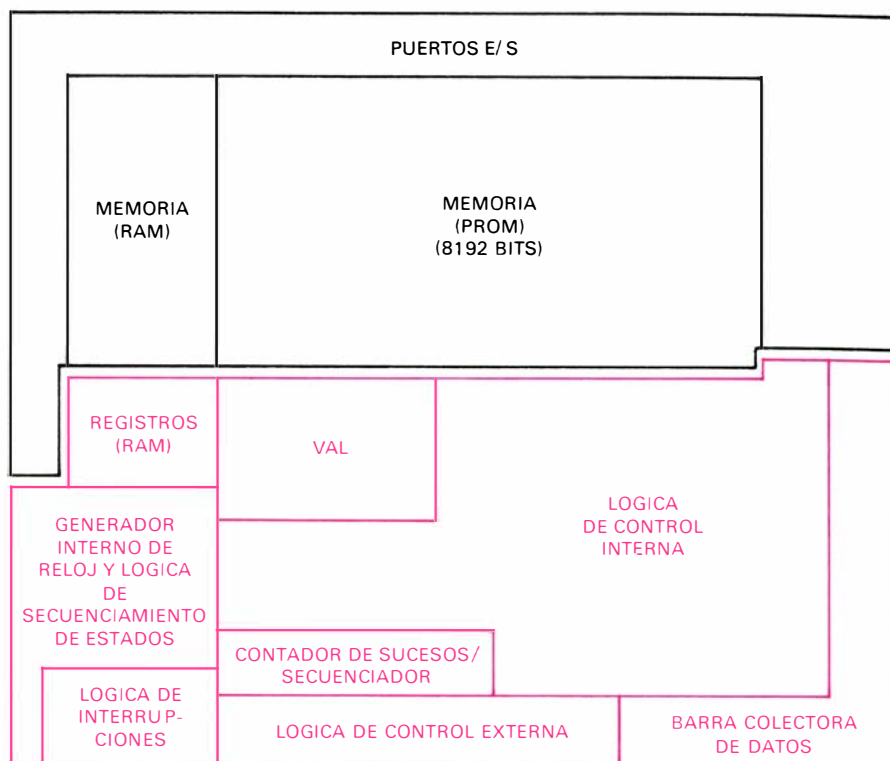 PUERTOS E/S
MEMORIA
(RAM)
MEMORIA
(PROM)
(8192 BITS)
REGISTROS
(RAM)
VAL
LOGICA
DE CONTROL
INTERNA
GENERADOR
INTERNO DE
RELOJ Y LOGICA
DE
SECUENCIAMIENTO
DE ESTADOS
CONTADOR DE SUCESOS/
SECUENCIADOR
LOGICA DE
INTERRUP-
CIONES
LOGICA DE CONTROL EXTERNA
BARRA COLECTORA
DE DATOS